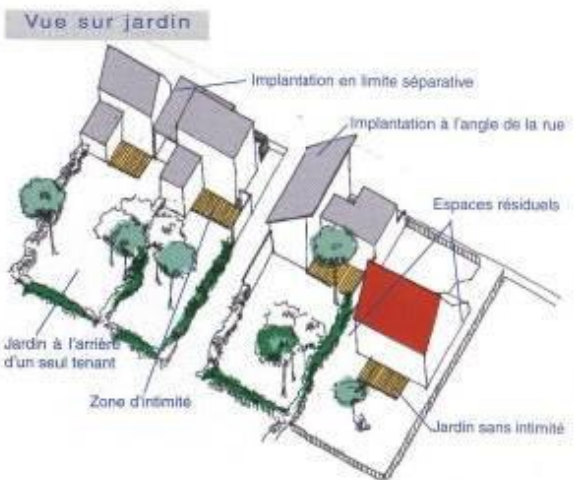 Vue sur jardin
Implantation en limite séparative
Implantation à l'angle de la rue
Espaces résiduels
Jardin à l'arrière
d'un seul tenant
Zone d'intimité
Jardin sans intimité